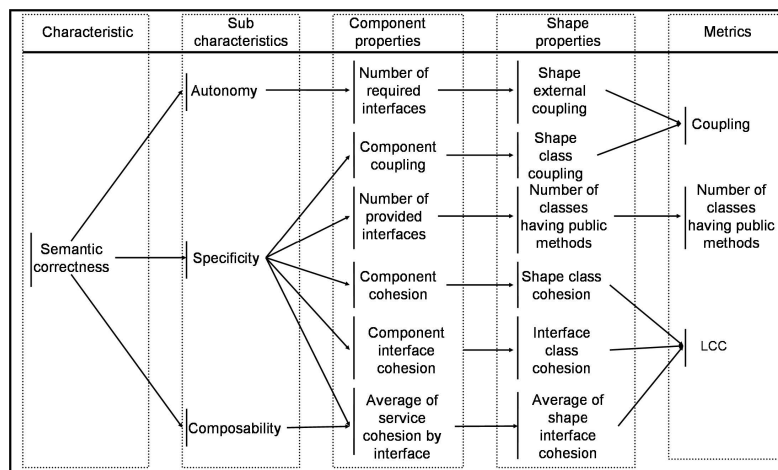 Characteristic
Sub
characteristics
Component
properties
Shape
properties
Metrics
Semantic
correctness
Autonomy
Specificity
Composability
Number of
required
interfaces
Component
coupling
Number of
provided
interfaces
Component
cohesion
Component
interface
cohesion
Average of
service
cohesion by
interface
Shape
external
coupling
Shape
class
coupling
Number of
classes
having public
methods
Shape class
cohesion
Interface
class
cohesion
Average of
shape
interface
cohesion
Coupling
Number of
classes
having public
methods
LCC